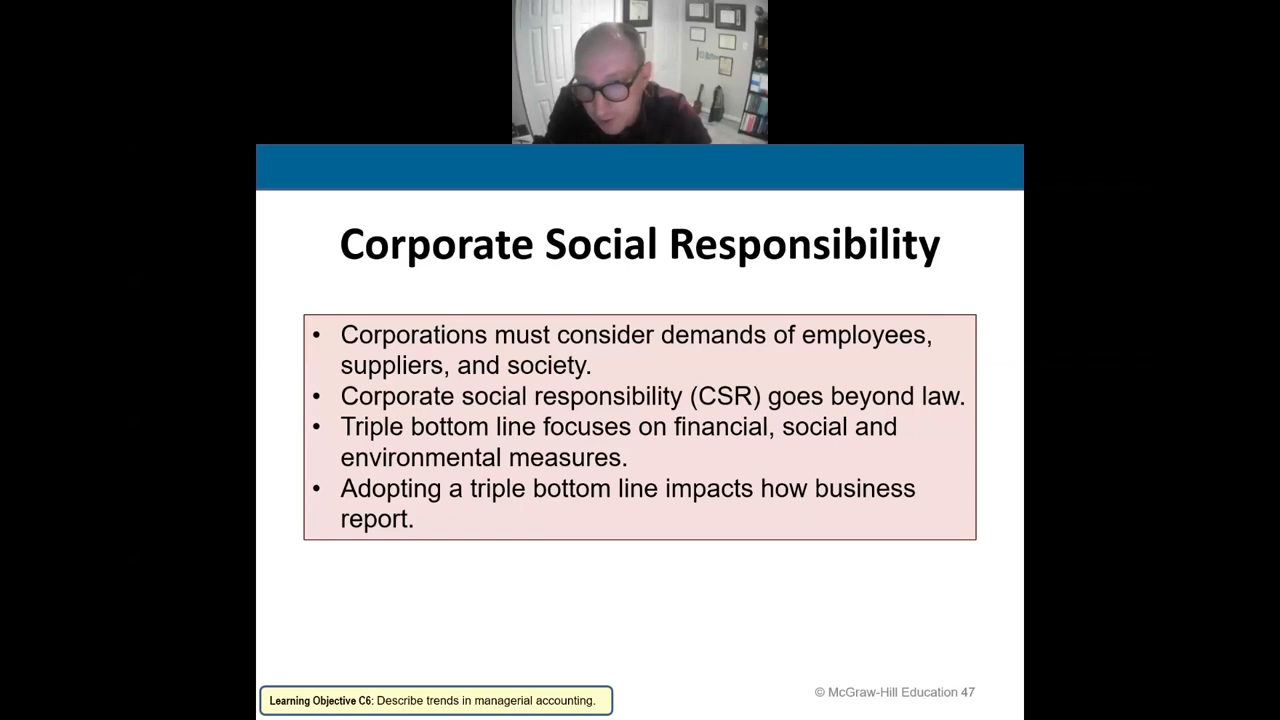 Corporate Social Responsibility
• Corporations must consider demands of employees,
suppliers, and society.
• Corporate social responsibility (CSR) goes beyond law.
• Triple bottom line focuses on financial, social and
environmental measures.
• Adopting a triple bottom line impacts how business
report.
Learning Objective C6: Describe trends in managerial accounting.
© McGraw-Hill Education 47